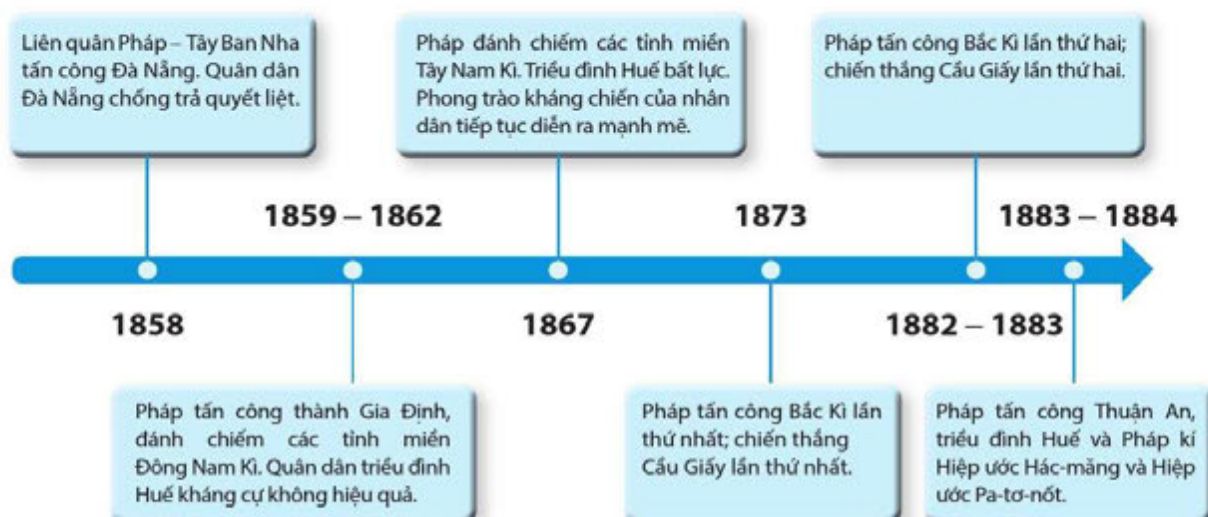 Liên quân Pháp – Tây Ban Nha
tấn công Đà Nẵng. Quân dân
Đà Nẵng chống trả quyết liệt.
Pháp đánh chiếm các tỉnh miền
Tây Nam Kì. Triều đình Huế bất lực.
Phong trào kháng chiến của nhân
dân tiếp tục diễn ra mạnh mẽ.
Pháp tấn công Bắc Kì lần thứ hai;
chiến thắng Cầu Giấy lần thứ hai.
1859 – 1862
1873
1883 – 1884
1858
1867
1882 – 1883
Pháp tấn công thành Gia Định,
đánh chiếm các tỉnh miền
Đông Nam Kì. Quân dân triều đình
Huế kháng cự không hiệu quả.
Pháp tấn công Bắc Kì lần
thứ nhất; chiến thắng
Cầu Giấy lần thứ nhất.
Pháp tấn công Thuận An,
triều đình Huế và Pháp kí
Hiệp ước Hác-măng và Hiệp
ước Pa-tơ-nốt.